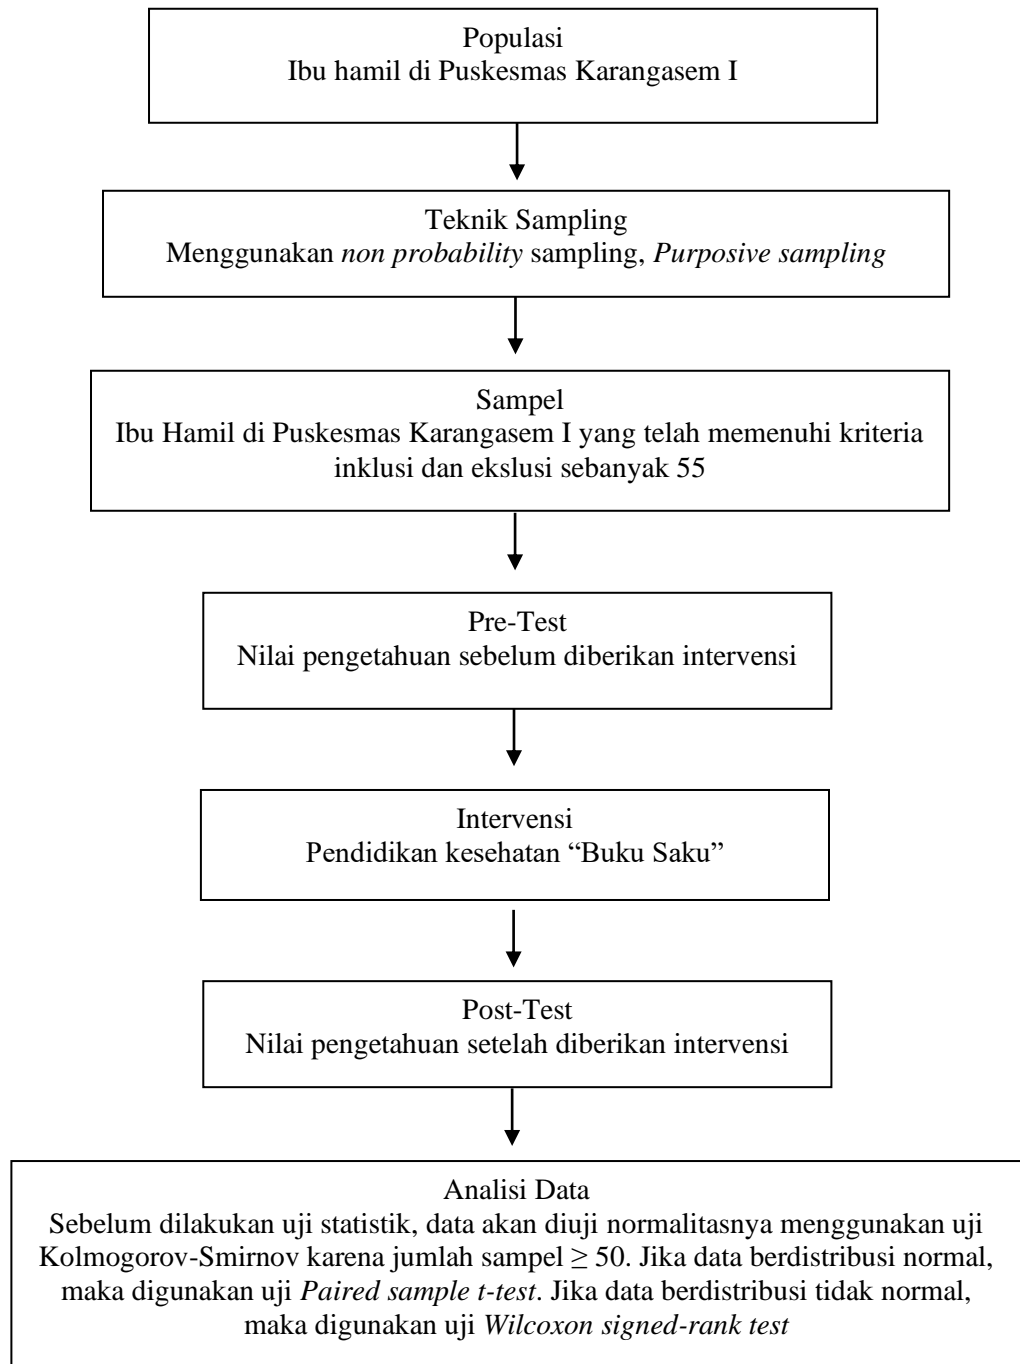 Populasi
Ibu hamil di Puskesmas Karangasem I
Teknik Sampling
Menggunakan non probability sampling, Purposive sampling
Sampel
Ibu Hamil di Puskesmas Karangasem I yang telah memenuhi kriteria
inklusi dan ekslusi sebanyak 55
Pre-Test
Nilai pengetahuan sebelum diberikan intervensi
Intervensi
Pendidikan kesehatan “Buku Saku”
Post-Test
Nilai pengetahuan setelah diberikan intervensi
Analisi Data
Sebelum dilakukan uji statistik, data akan diuji normalitasnya menggunakan uji
Kolmogorov-Smirnov karena jumlah sampel ≥ 50. Jika data berdistribusi normal,
maka digunakan uji Paired sample t-test. Jika data berdistribusi tidak normal,
maka digunakan uji Wilcoxon signed-rank test